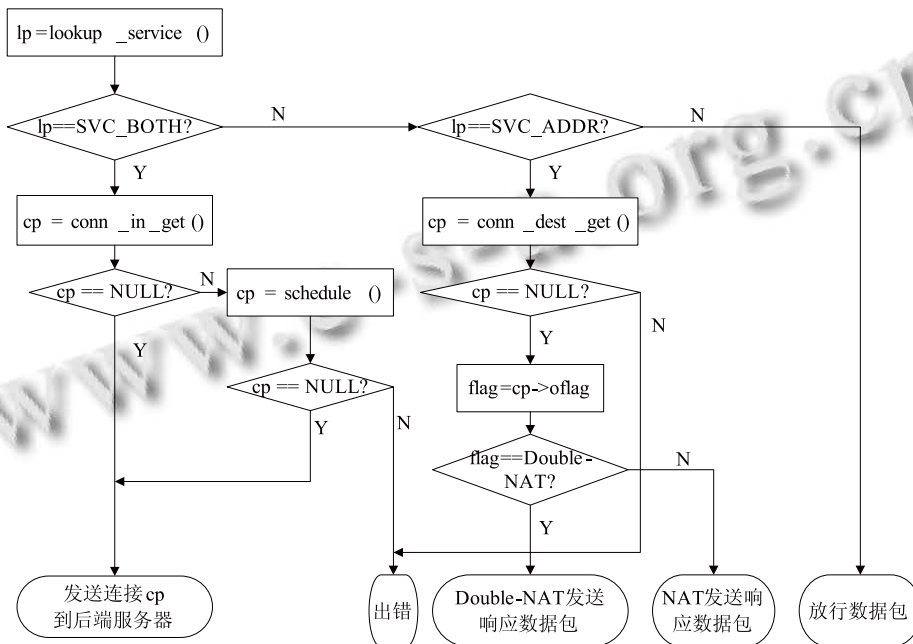 lp=lookup _service ()
lp==SVC_BOTH?
N
lp==SVC_ADDR?
N
Y
Y
cp = conn _in _get ()
cp = conn _dest _get ()
cp == NULL?
N
cp = schedule ()
cp == NULL?
N
Y
Y
cp == NULL?
flag=cp->oflag
N
Y
flag==Double-
NAT?
N
Y
发送连接 cp
到后端服务器
出错
Double-NAT发送
响应数据包
NAT发送响
应数据包
放行数据包